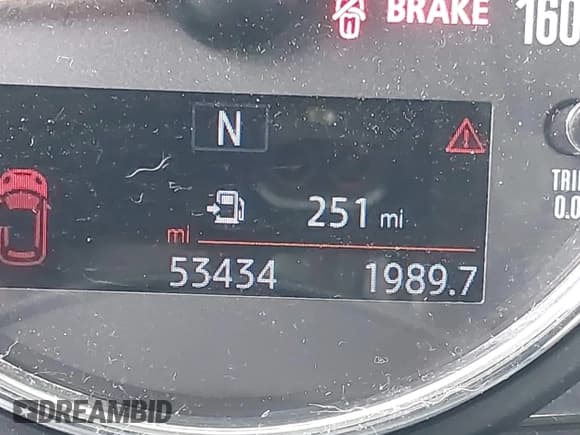 BRAKE
160
N
251 mi
mi
53434 1989.7
TRI
0.0
DREAMBID